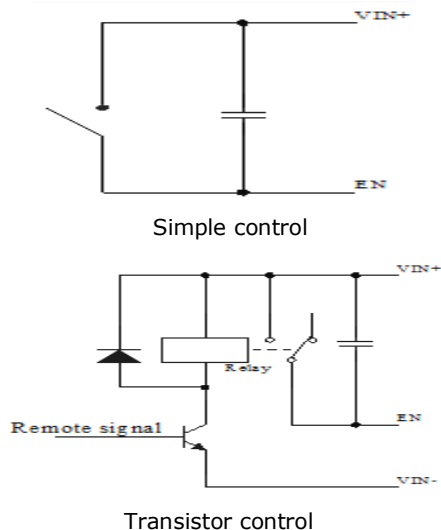 VIN+
EN
Simple control
VIN+
Relay
EN
Remote signal
VIN-
Transistor control